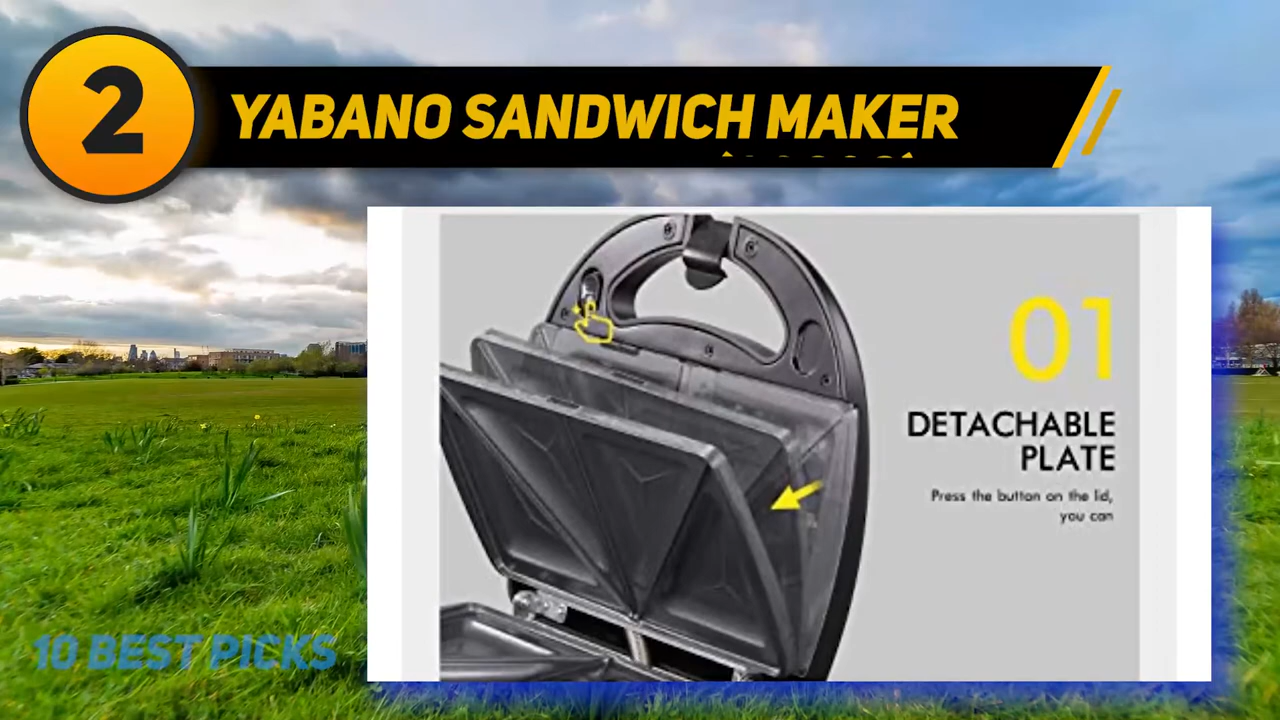 2
YABANO SANDWICH MAKER
01
DETACHABLE
PLATE
Press the button on the lid,
you can
10 BEST PICKS